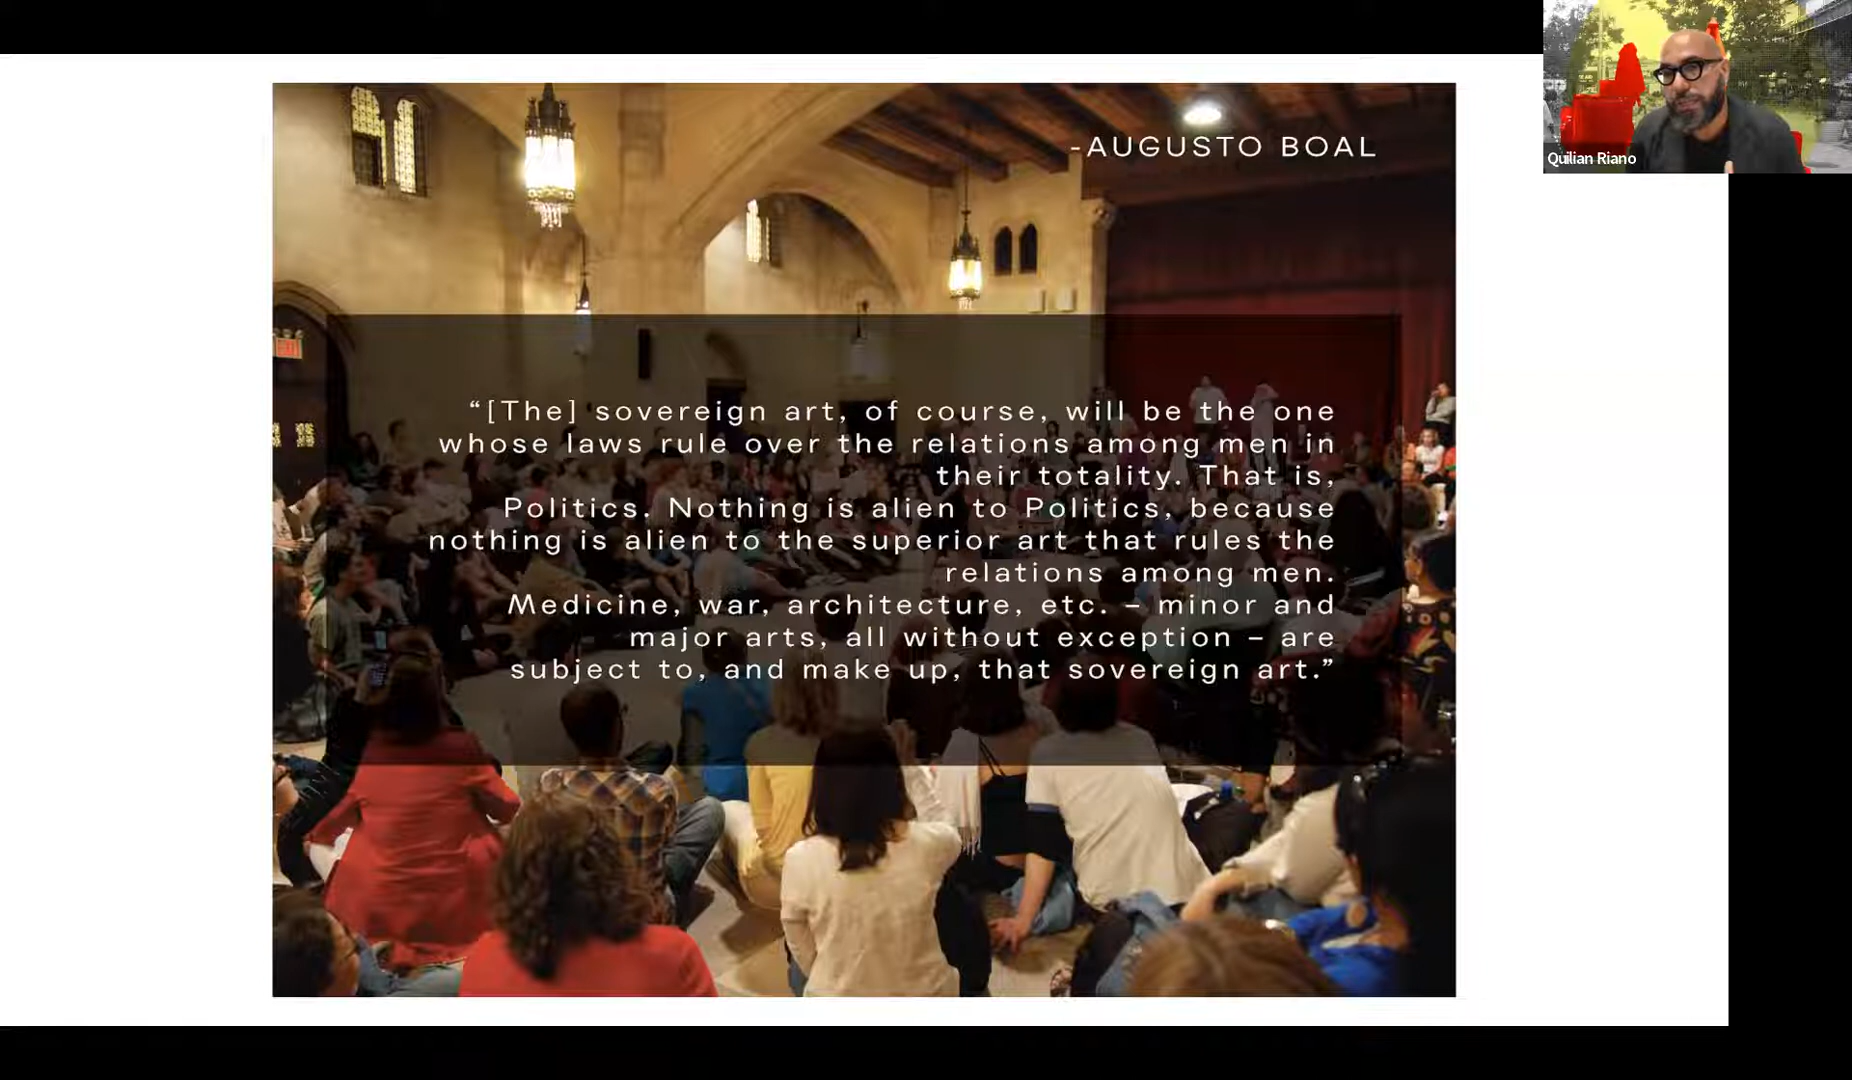 -AUGUSTO BOAL
Quilian Riano
“[The] sovereign art, of course, will be the one
whose laws rule over the relations among men in
their totality. That is,
Politics. Nothing is alien to Politics, because
nothing is alien to the superior art that rules the
relations among men.
Medicine, war, architecture, etc. – minor and
major arts, all without exception – are
subject to, and make up, that sovereign art.”